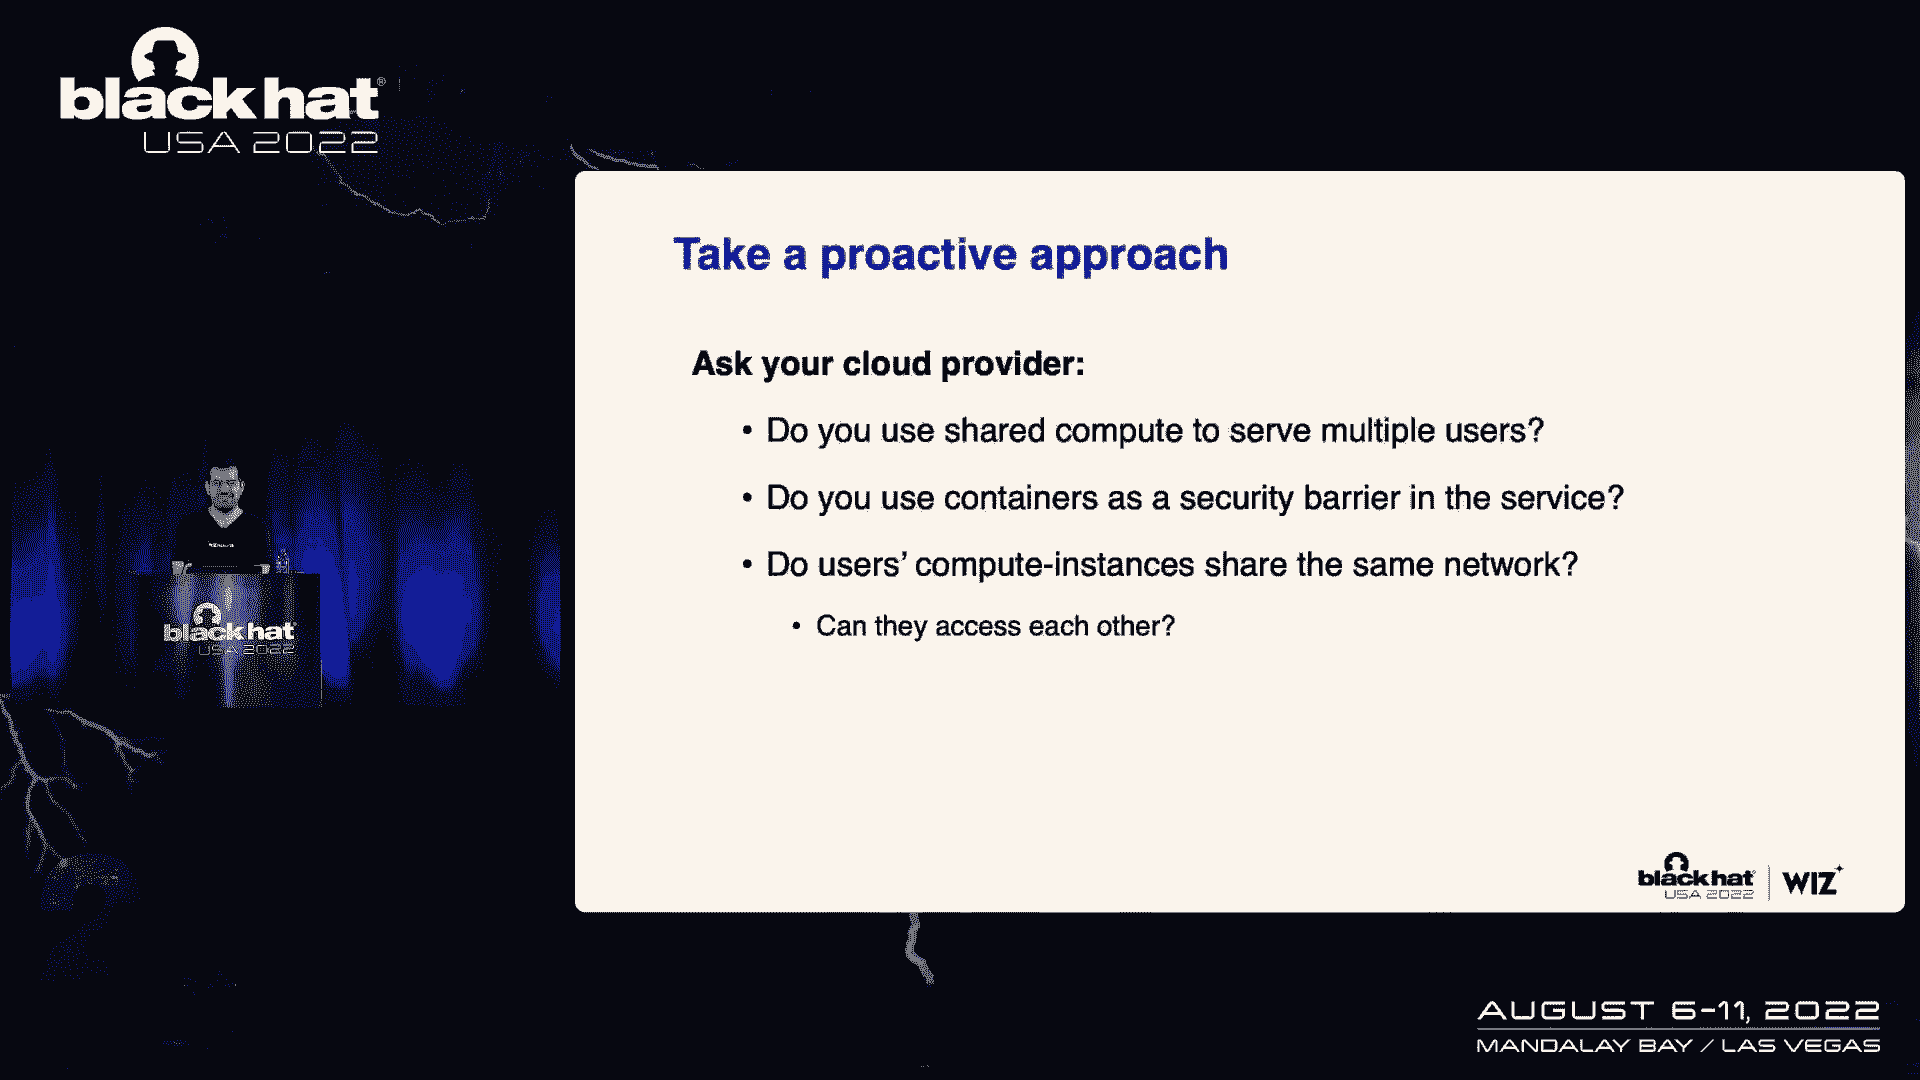 black hat®
USA 2022
Take a proactive approach
Ask your cloud provider:
• Do you use shared compute to serve multiple users?
• Do you use containers as a security barrier in the service?
• Do users’ compute-instances share the same network?
• Can they access each other?
black hat
USA 2022
black hat
USA 2022
WIZ
AUGUST 6-11, 2022
MANDALAY BAY / LAS VEGAS